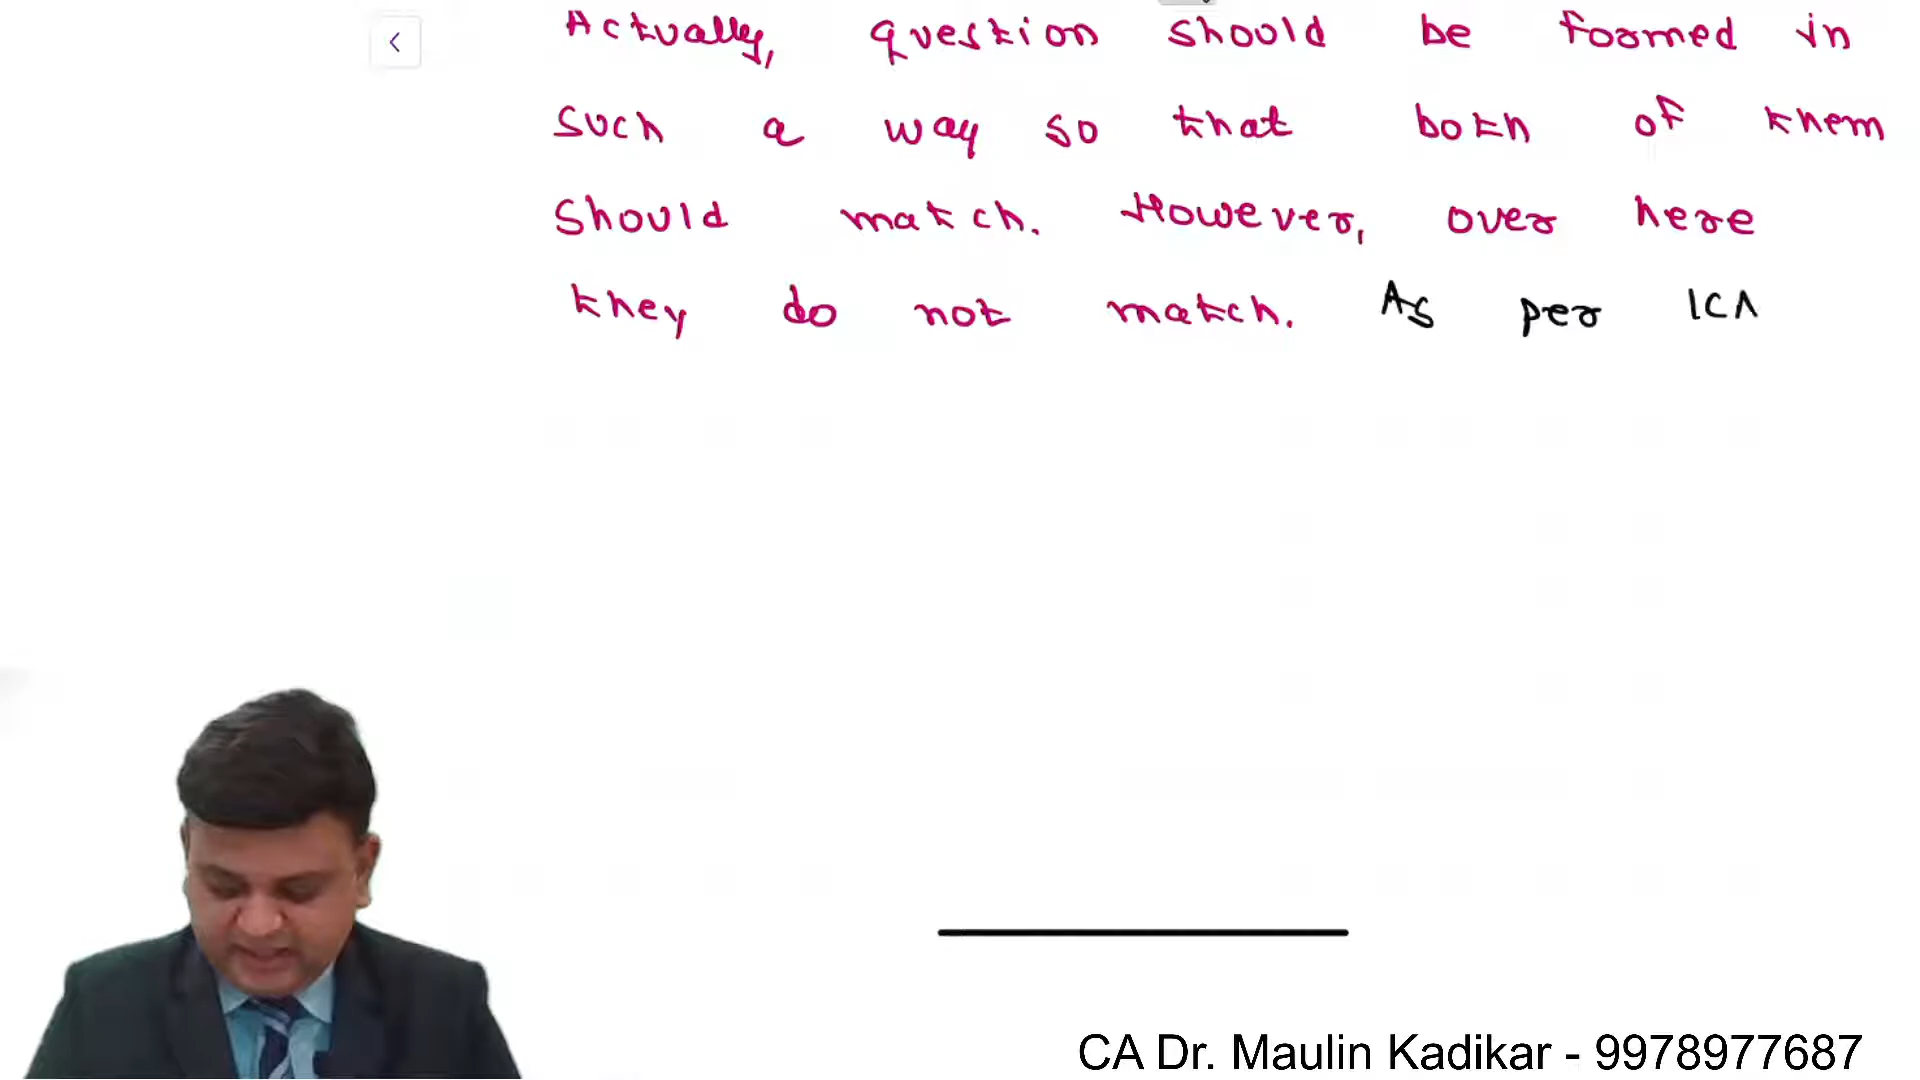 Actually, question should be formed in
such a way so that both of them
should match. However, over here
they do not match. As per ICA
CA Dr. Maulin Kadikar - 9978977687